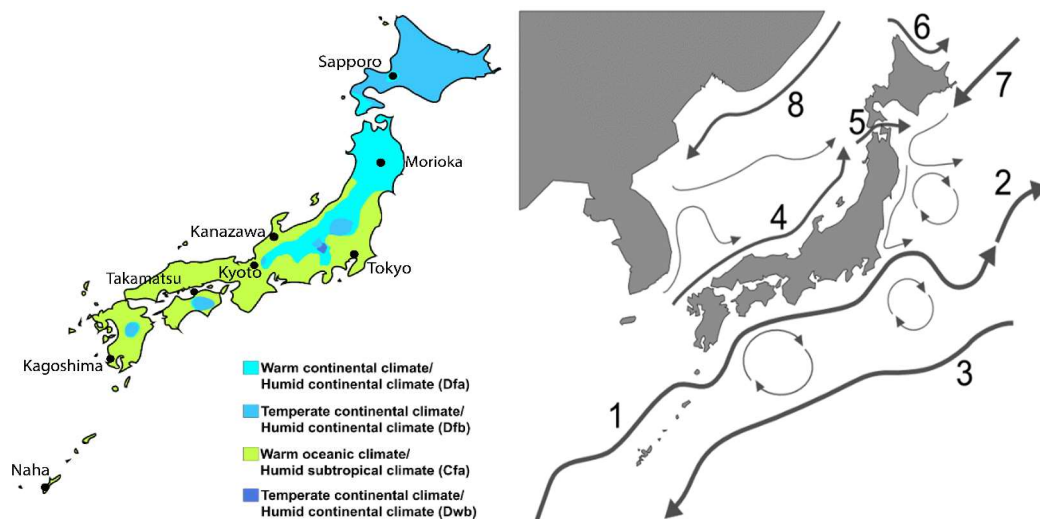 Sapporo
Morioka
Kanazawa
Kyoto
Tokyo
Takamatsu
Kagoshima
Naha
Warm continental climate/
Humid continental climate (Dfa)
Temperate continental climate/
Humid continental climate (Dfb)
Warm oceanic climate/
Humid subtropical climate (Cfa)
Temperate continental climate/
Humid continental climate (Dwb)
6
7
8
5
2
4
3
1